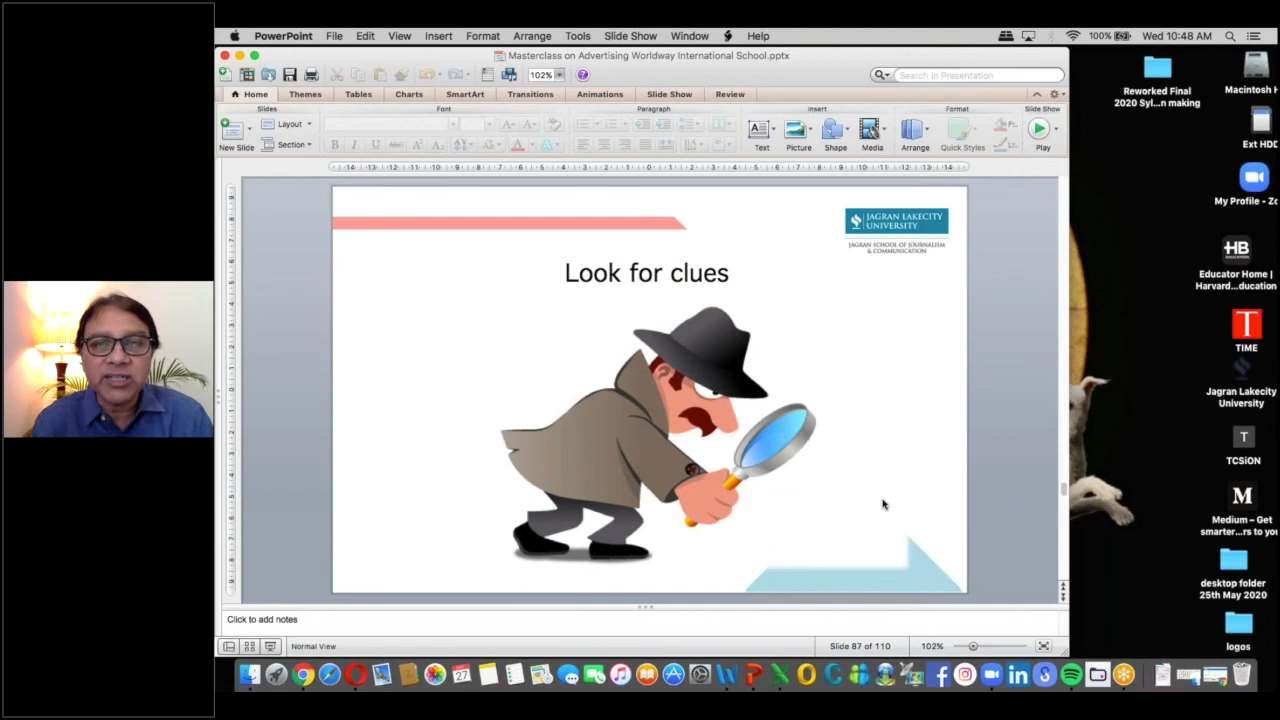 PowerPoint File Edit View Insert Format Arrange Tools Slide Show Window Help
100% Wed 10:48 AM
Masterclass on Advertising Worldway International School.pptx
102%
Search in Presentation
Home Themes Tables Charts SmartArt Transitions Animations Slide Show Review
Slides Font Paragraph Insert Format Slide Show
Layout
New Slide Section
Text Picture Shape Media Arrange Quick Styles Play
JAGRAN LAKECITY
UNIVERSITY
JAGRAN SCHOOL OF JOURNALISM
& COMMUNICATION
Look for clues
Click to add notes
Normal View Slide 87 of 110 102%
Reworked Final
2020 Syl...n making
Macintosh H
Ext HDD
My Profile - Zo
HB
Educator Home |
Harvard...ducation
T
TIME
Jagran Lakecity
University
T
TCSiON
M
Medium – Get
smarter...rs to you
desktop folder
25th May 2020
logos